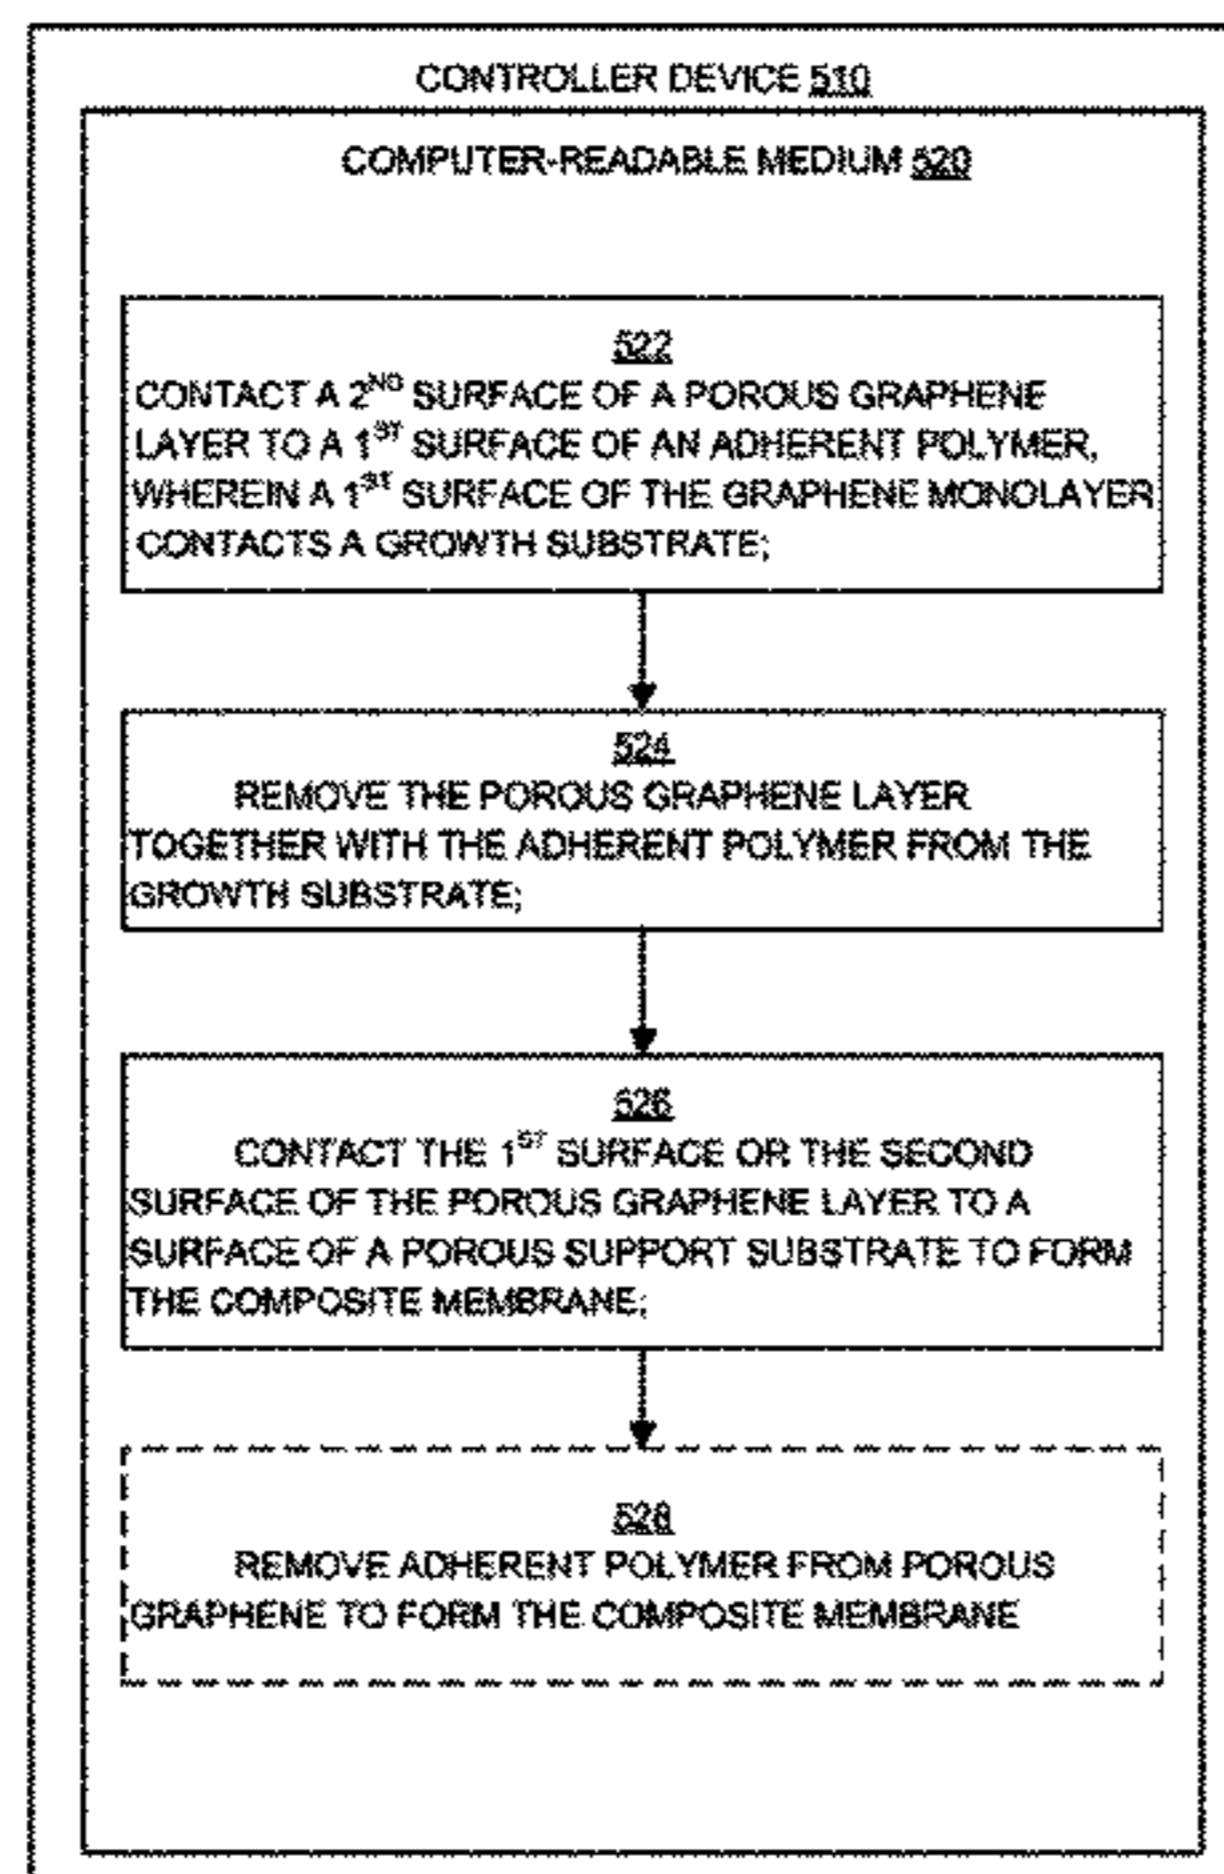 CONTROLLER DEVICE 510
COMPUTER-READABLE MEDIUM 520
522
CONTACT A 2ND SURFACE OF A POROUS GRAPHENE
LAYER TO A 1ST SURFACE OF AN ADHERENT POLYMER,
WHEREIN A 1ST SURFACE OF THE GRAPHENE MONOLAYER
CONTACTS A GROWTH SUBSTRATE;
524
REMOVE THE POROUS GRAPHENE LAYER
TOGETHER WITH THE ADHERENT POLYMER FROM THE
GROWTH SUBSTRATE;
526
CONTACT THE 1ST SURFACE OR THE SECOND
SURFACE OF THE POROUS GRAPHENE LAYER TO A
SURFACE OF A POROUS SUPPORT SUBSTRATE TO FORM
THE COMPOSITE MEMBRANE;
528
REMOVE ADHERENT POLYMER FROM POROUS
GRAPHENE TO FORM THE COMPOSITE MEMBRANE